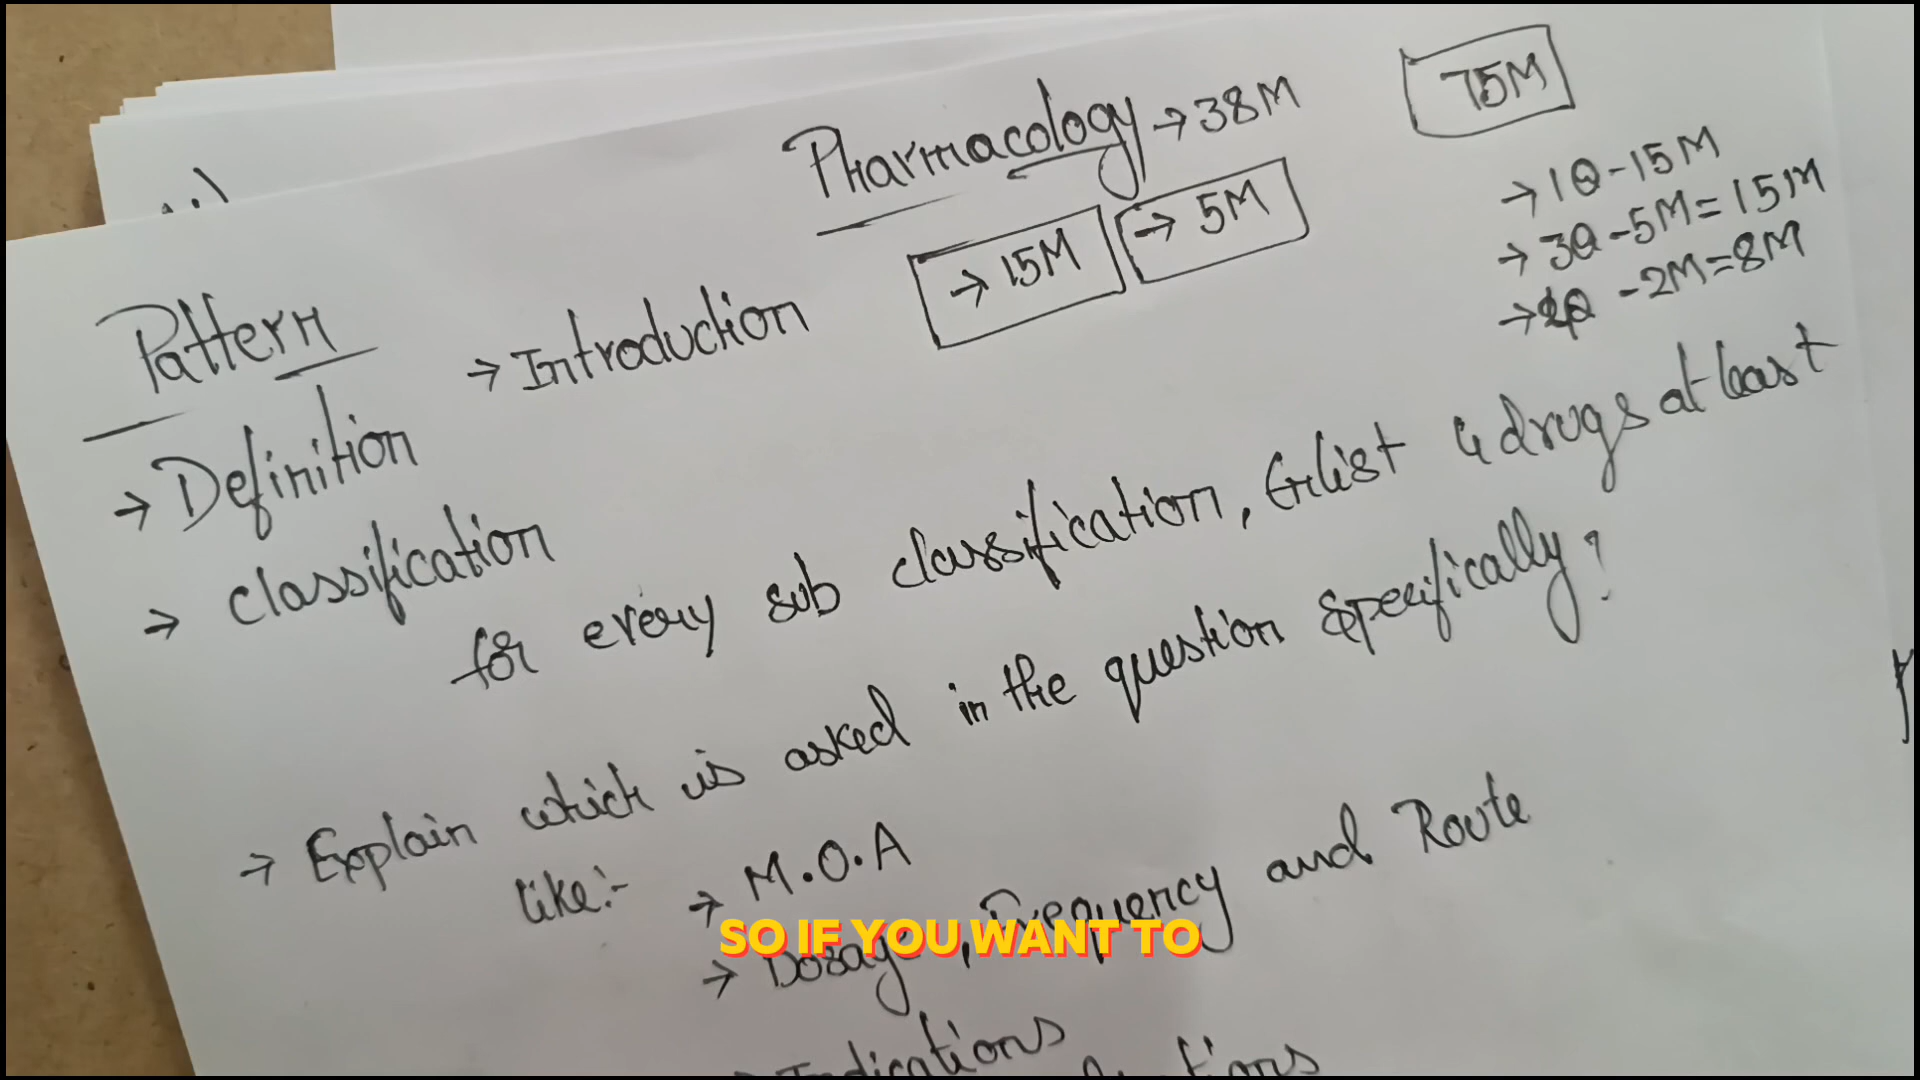 Pharmacology → 38M
75M
→ 15M
→ 5M
→ 1Q - 15M
→ 3Q - 5M = 15M
→ 4Q - 2M = 8M
Pattern
→ Introduction
→ Definition
→ classification
for every sub classification, Enlist 4 drugs at least
→ Explain which is asked in the question specifically?
like:-
→ M.O.A
→ Dosage, Frequency and Route
→ Indications
SO IF YOU WANT TO